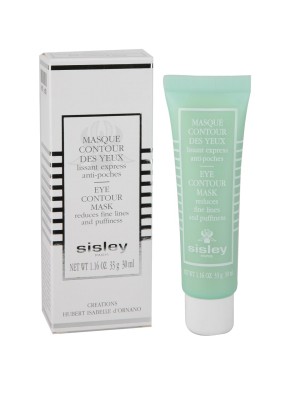 MASQUE
CONTOUR
DES YEUX
lissant express
anti-poches
EYE
CONTOUR
MASK
reduces fine lines
and puffiness
sisley
PARIS
NET WT 1.16 OZ 33 g 30 ml
CREATIONS
HUBERT ISABELLE d'ORNANO
MASQUE
CONTOUR
DES YEUX
lissant express
anti-poches
EYE
CONTOUR
MASK
reduces
fine lines
and puffiness
sisley